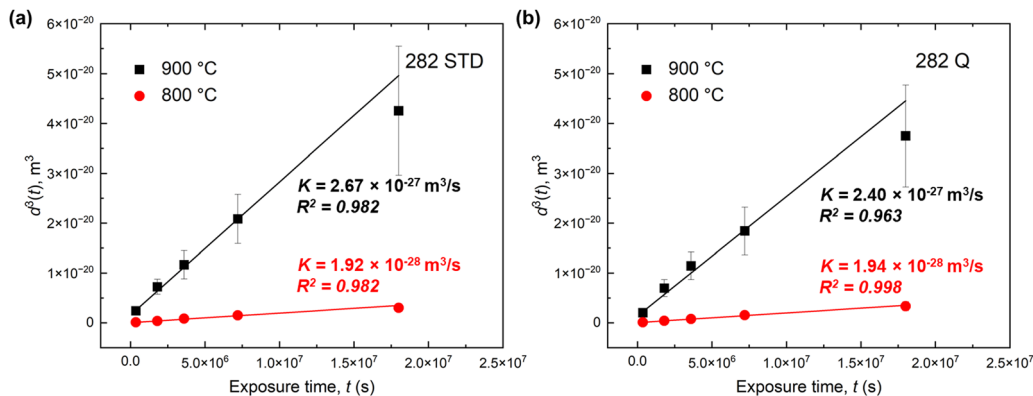 (a)
6×10⁻²⁰
5×10⁻²⁰
4×10⁻²⁰
3×10⁻²⁰
2×10⁻²⁰
1×10⁻²⁰
0
d³(t), m³
282 STD
900 °C
800 °C
K = 2.67 × 10⁻²⁷ m³/s
R² = 0.982
K = 1.92 × 10⁻²⁸ m³/s
R² = 0.982
0.0
5.0×10⁶
1.0×10⁷
1.5×10⁷
2.0×10⁷
2.5×10⁷
Exposure time, t (s)
(b)
6×10⁻²⁰
5×10⁻²⁰
4×10⁻²⁰
3×10⁻²⁰
2×10⁻²⁰
1×10⁻²⁰
0
d³(t), m³
282 Q
900 °C
800 °C
K = 2.40 × 10⁻²⁷ m³/s
R² = 0.963
K = 1.94 × 10⁻²⁸ m³/s
R² = 0.998
0.0
5.0×10⁶
1.0×10⁷
1.5×10⁷
2.0×10⁷
2.5×10⁷
Exposure time, t (s)